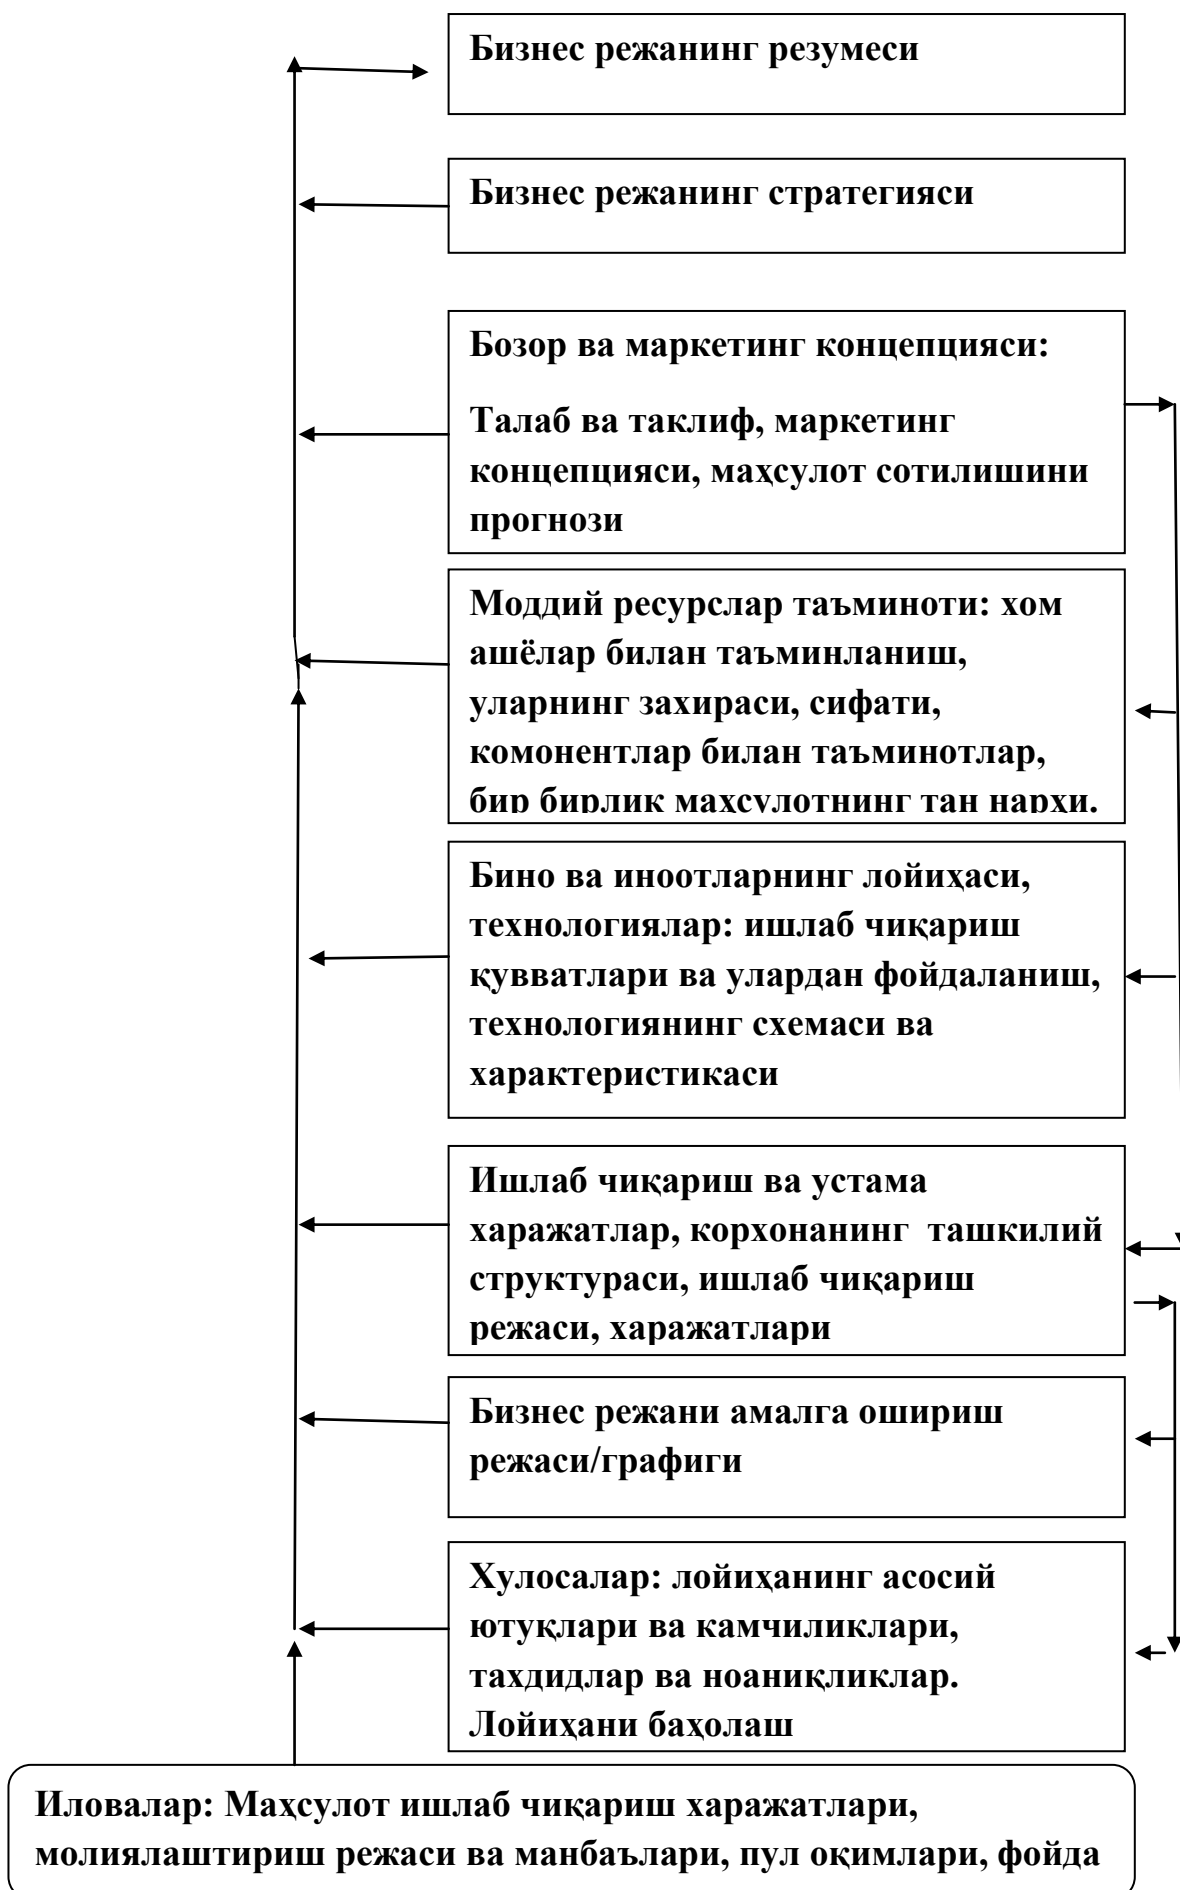 Бизнес режанинг резумеси
Бизнес режанинг стратегияси
Бозор ва маркетинг концепцияси:
Талаб ва таклиф, маркетинг
концепцияси, маҳсулот сотилишини
прогнози
Моддий ресурслар таъминоти: хом
ашёлар билан таъминланиш,
уларнинг захираси, сифати,
комонентлар билан таъминотлар,
бир бирлик маҳсулотнинг тан нархи.
Бино ва иноотларнинг лойиҳаси,
технологиялар: ишлаб чиқариш
қувватлари ва улардан фойдаланиш,
технологиянинг схемаси ва
характеристикаси
Ишлаб чиқариш ва устама
харажатлар, корхонанинг ташкилий
структураси, ишлаб чиқариш
режаси, харажатлари
Бизнес режани амалга ошириш
режаси/графиги
Хулосалар: лойиҳанинг асосий
ютуқлари ва камчиликлари,
тахдидлар ва ноаниқликлар.
Лойиҳани баҳолаш
Иловалар: Маҳсулот ишлаб чиқариш харажатлари,
молиялаштириш режаси ва манбаълари, пул оқимлари, фойда